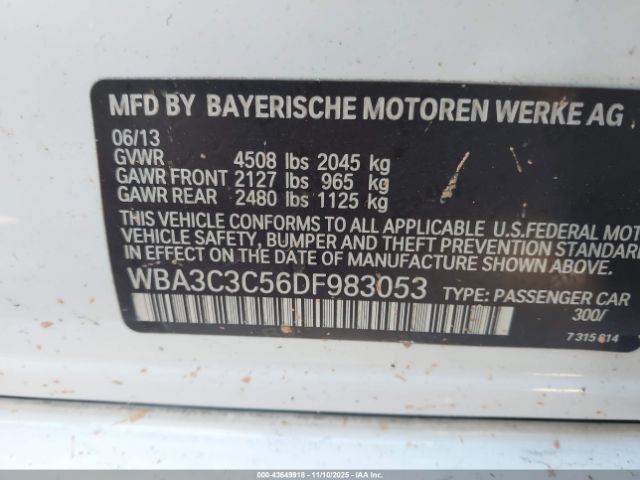 MFD BY BAYERISCHE MOTOREN WERKE AG
06/13
GVWR 4508 lbs 2045 kg
GAWR FRONT 2127 lbs 965 kg
GAWR REAR 2480 lbs 1125 kg
THIS VEHICLE CONFORMS TO ALL APPLICABLE U.S.FEDERAL MOT
VEHICLE SAFETY, BUMPER AND THEFT PREVENTION STANDARD
IN EFFECT ON THE DATE OF MANUFACTURE SHOWN ABOVE.
WBA3C3C56DF983053 TYPE: PASSENGER CAR
300/
7 315 814
000-43649918 - 11/10/2025 - IAAI.COM